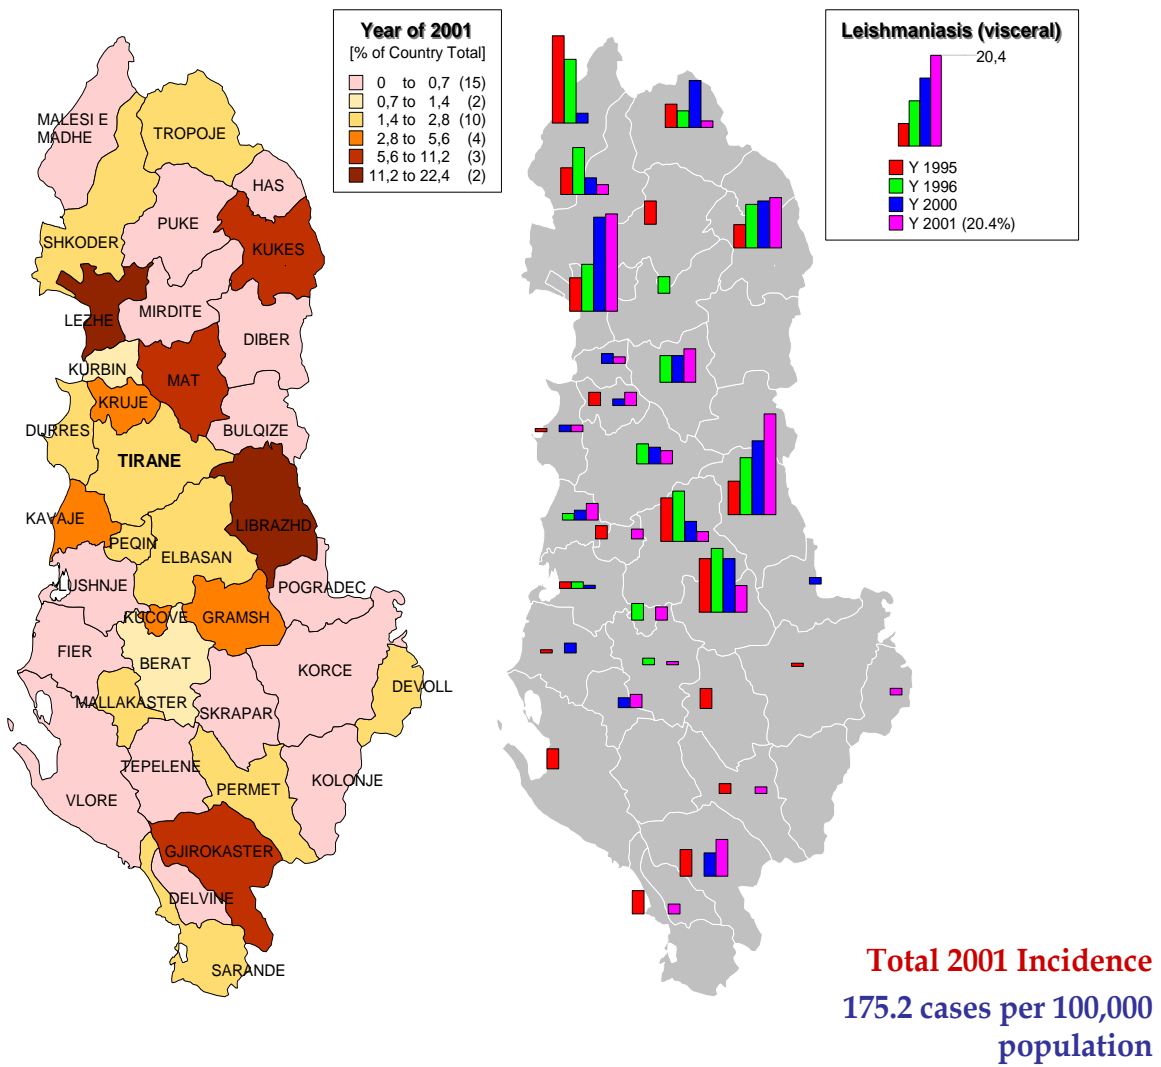 Year of 2001
[% of Country Total]
0 to 0,7 (15)
0,7 to 1,4 (2)
1,4 to 2,8 (10)
2,8 to 5,6 (4)
5,6 to 11,2 (3)
11,2 to 22,4 (2)
Leishmaniasis (visceral)
20,4
Y 1995
Y 1996
Y 2000
Y 2001 (20.4%)
MALESI E
MADHE
TROPOJE
HAS
PUKE
SHKODER
KUKES
MIRDITE
LEZHE
DIBER
KURBIN
MAT
KRUJE
DURRES
BULQIZE
TIRANE
KAVAJE
LIBRAZHD
PEQIN
ELBASAN
LUSHNJE
POGRADEC
KUCOVE
GRAMSH
FIER
BERAT
KORCE
DEVOLL
MALLAKASTER
SKRAPAR
TEPELENE
KOLONJE
PERMET
VLORE
GJIROKASTER
DELVINE
SARANDE
Total 2001 Incidence
175.2 cases per 100,000
population